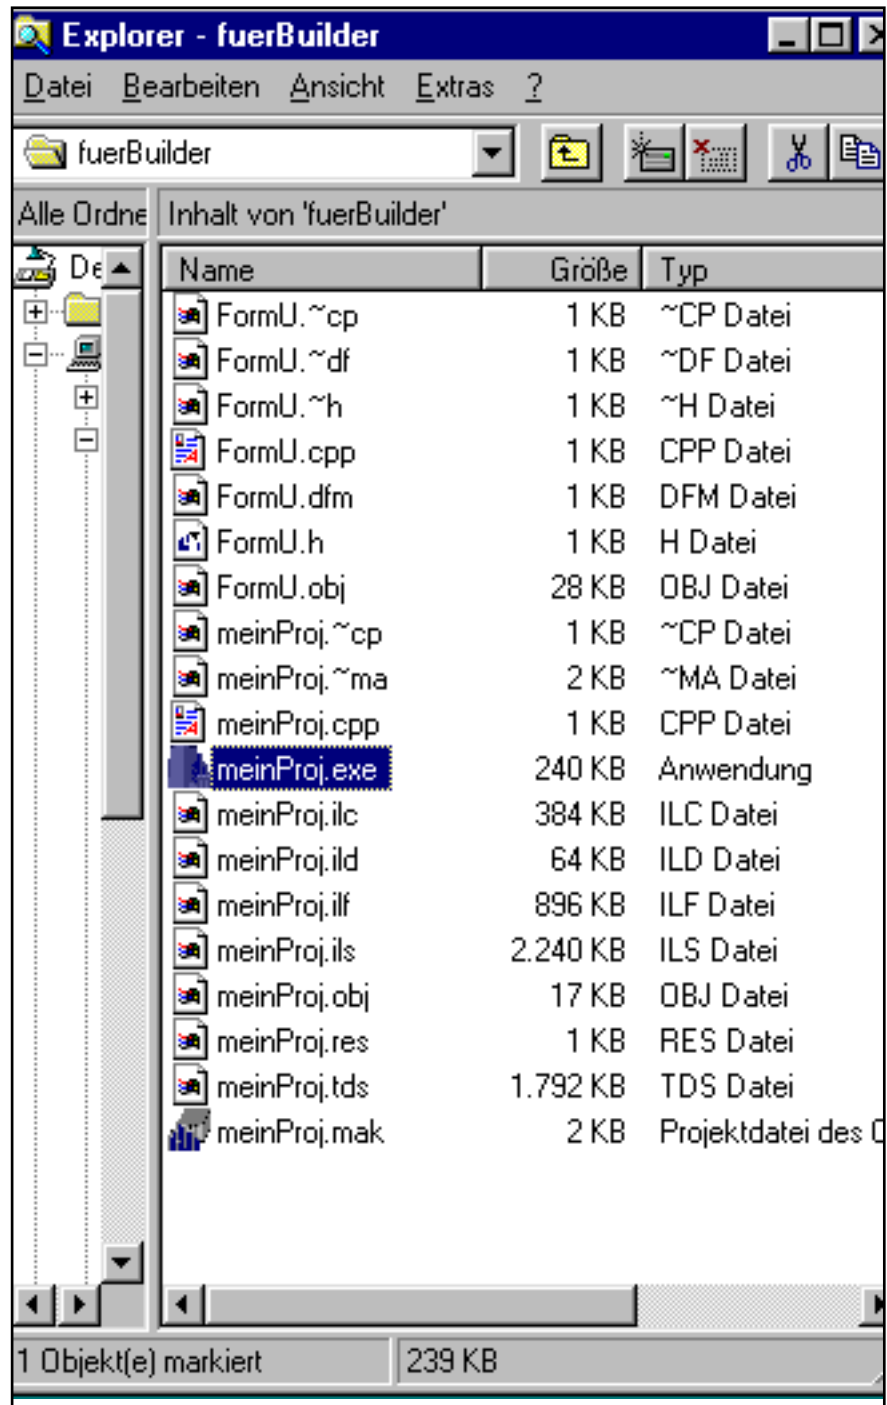 Explorer - fuerBuilder
Datei Bearbeiten Ansicht Extras ?
fuerBuilder
Alle Ordne Inhalt von 'fuerBuilder'
De
Name Größe Typ
FormU.~cp 1 KB ~CP Datei
FormU.~df 1 KB ~DF Datei
FormU.~h 1 KB ~H Datei
FormU.cpp 1 KB CPP Datei
FormU.dfm 1 KB DFM Datei
FormU.h 1 KB H Datei
FormU.obj 28 KB OBJ Datei
meinProj.~cp 1 KB ~CP Datei
meinProj.~ma 2 KB ~MA Datei
meinProj.cpp 1 KB CPP Datei
meinProj.exe 240 KB Anwendung
meinProj.ilc 384 KB ILC Datei
meinProj.ild 64 KB ILD Datei
meinProj.ilf 896 KB ILF Datei
meinProj.ils 2.240 KB ILS Datei
meinProj.obj 17 KB OBJ Datei
meinProj.res 1 KB RES Datei
meinProj.tds 1.792 KB TDS Datei
meinProj.mak 2 KB Projektdatei des C
1 Objekt(e) markiert 239 KB